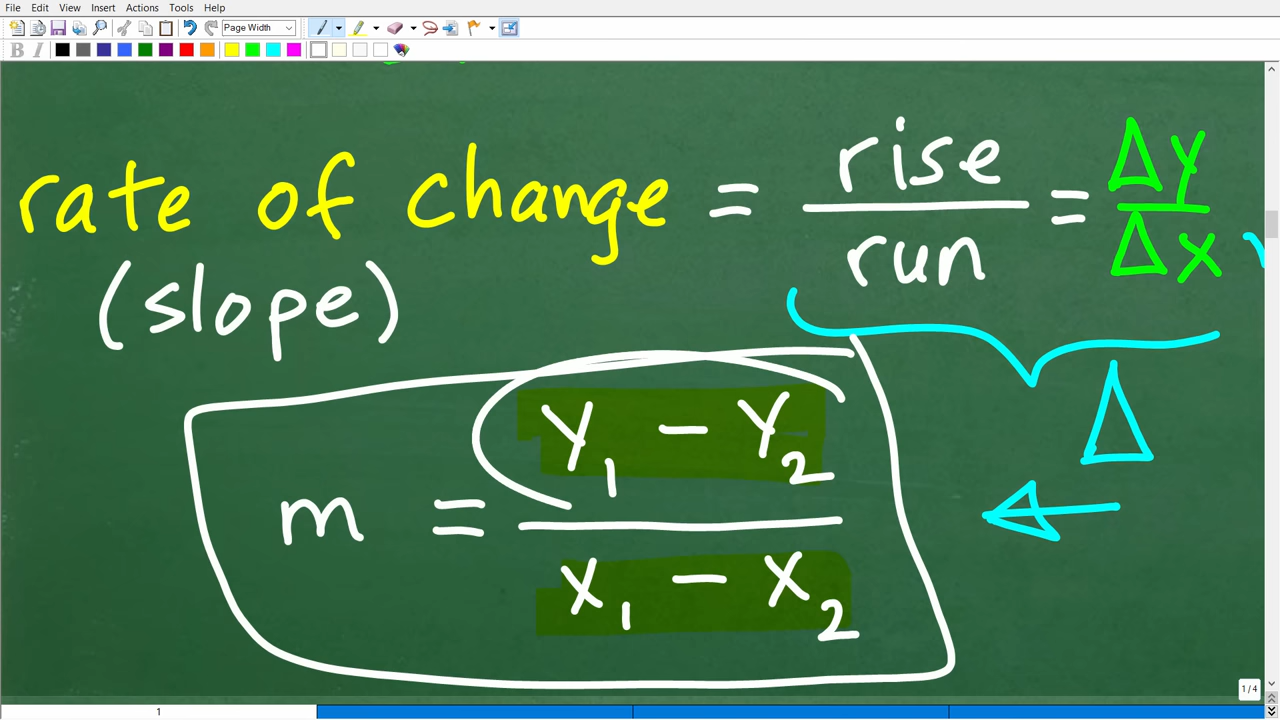 File Edit View Insert Actions Tools Help
Page Width
B I
rate of change = rise/run = Δy/Δx
(slope)
Δ
m = (y₁ - y₂)/(x₁ - x₂)
1/4
1